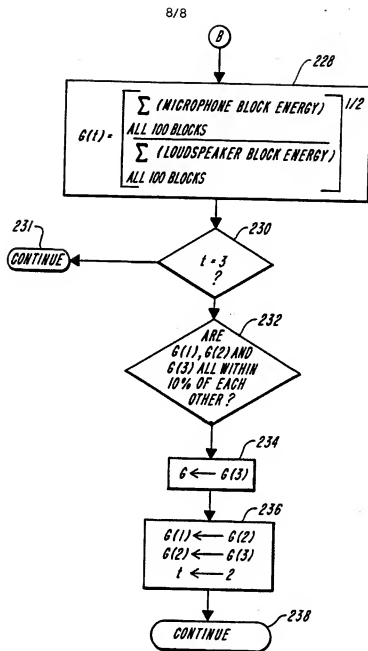 8/8
B
228
G(t) = [ Σ (MICROPHONE BLOCK ENERGY) ] 1/2
ALL 100 BLOCKS
Σ (LOUDSPEAKER BLOCK ENERGY)
ALL 100 BLOCKS
231
230
CONTINUE
t = 3
?
232
ARE
G(1), G(2) AND
G(3) ALL WITHIN
10% OF EACH
OTHER ?
234
G ← G(3)
236
G(1) ← G(2)
G(2) ← G(3)
t ← 2
238
CONTINUE